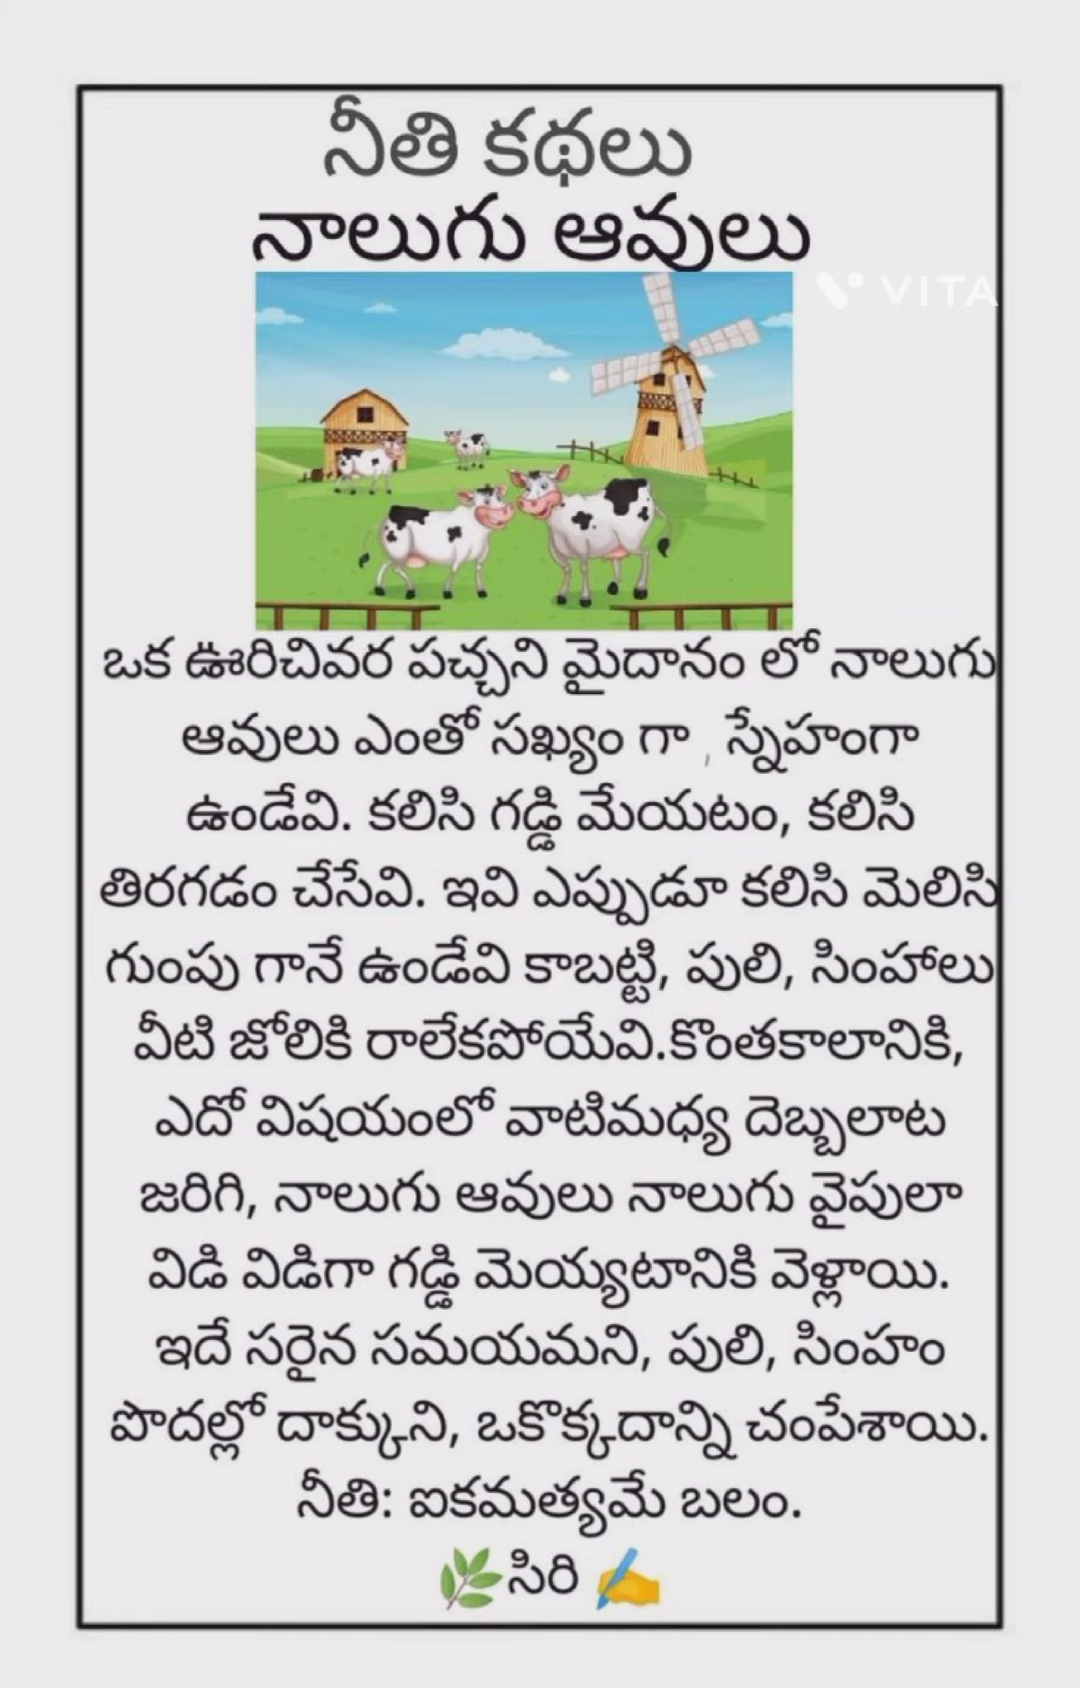 నీతి కథలు
నాలుగు ఆవులు
VITA
ఒక ఊరిచివర పచ్చని మైదానం లో నాలుగు
ఆవులు ఎంతో సఖ్యం గా , స్నేహంగా
ఉండేవి. కలిసి గడ్డి మేయటం, కలిసి
తిరగడం చేసేవి. ఇవి ఎప్పుడూ కలిసి మెలిసి
గుంపు గానే ఉండేవి కాబట్టి, పులి, సింహాలు
వీటి జోలికి రాలేకపోయేవి.కొంతకాలానికి,
ఎదో విషయంలో వాటిమధ్య దెబ్బలాట
జరిగి, నాలుగు ఆవులు నాలుగు వైపులా
విడి విడిగా గడ్డి మెయ్యటానికి వెళ్లాయి.
ఇదే సరైన సమయమని, పులి, సింహం
పొదల్లో దాక్కుని, ఒకొక్కదాన్ని చంపేశాయి.
నీతి: ఐకమత్యమే బలం.
🌿సిరి ✍️